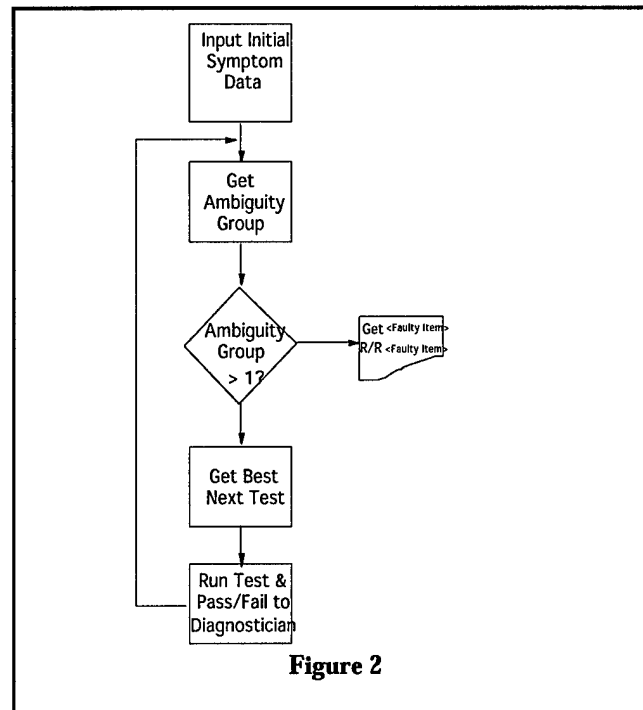 Input Initial
Symptom
Data
Get
Ambiguity
Group
Ambiguity
Group
> 1?
Get <Faulty Item>
R/R <Faulty Item>
Get Best
Next Test
Run Test &
Pass/Fail to
Diagnostician
Figure 2